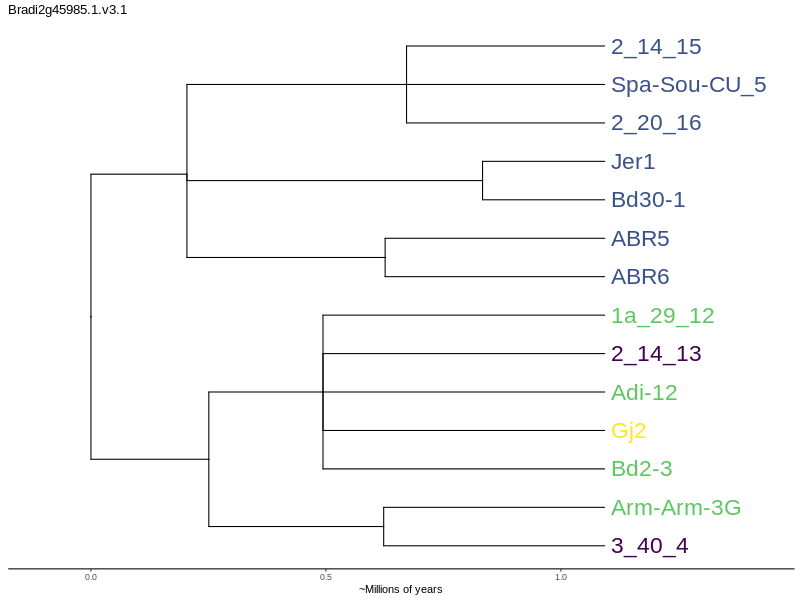 Bradi2g45985.1.v3.1
2_14_15
Spa-Sou-CU_5
2_20_16
Jer1
Bd30-1
ABR5
ABR6
1a_29_12
2_14_13
Adi-12
Gj2
Bd2-3
Arm-Arm-3G
3_40_4
0.0 0.5 1.0
~Millions of years